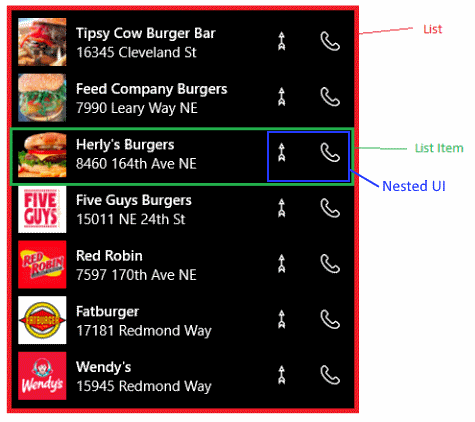 Tipsy Cow Burger Bar
16345 Cleveland St
List
Feed Company Burgers
7990 Leary Way NE
Herly's Burgers
8460 164th Ave NE
List Item
Nested UI
FIVE
GUYS
Five Guys Burgers
15011 NE 24th St
RED
ROBIN
Red Robin
7597 170th Ave NE
FATBURGER
Fatburger
17181 Redmond Way
Wendy's
Wendy's
15945 Redmond Way